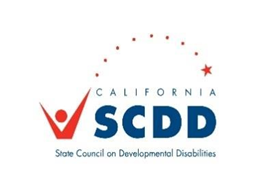 CALIFORNIA
SCDD
State Council on Developmental Disabilities